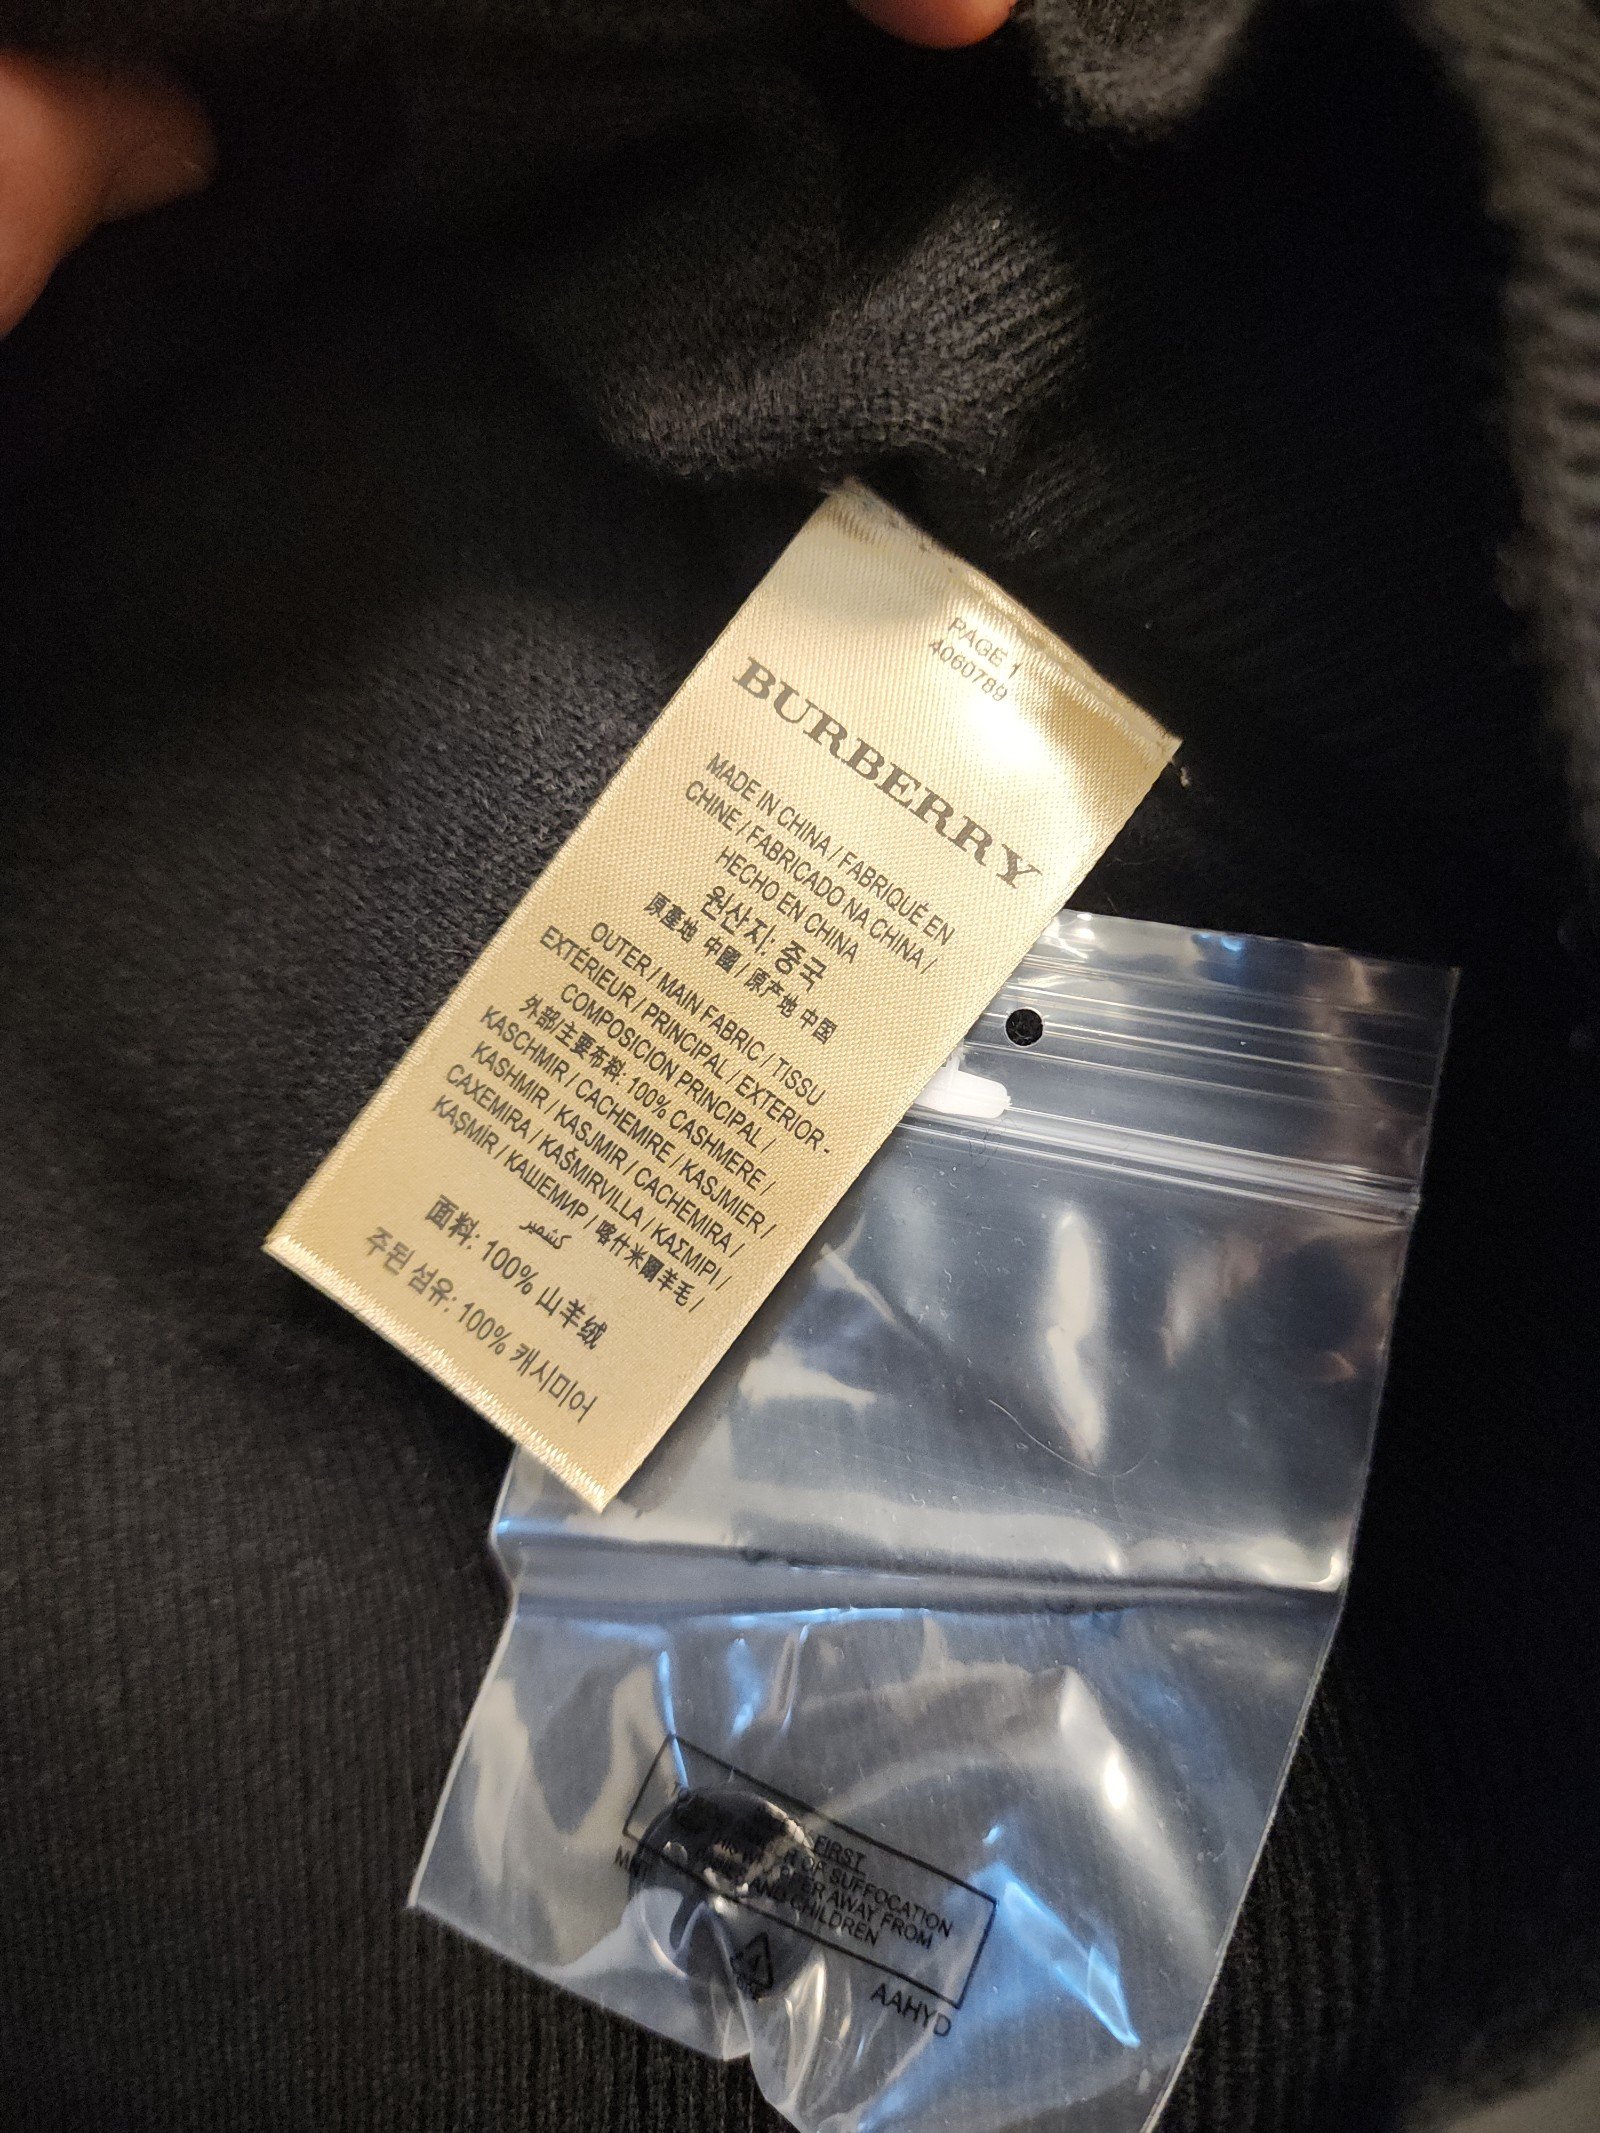 PAGE 1
4060789
BURBERRY
MADE IN CHINA / FABRIQUÉ EN
CHINE / FABRICADO NA CHINA /
HECHO EN CHINA
원산지: 중국
原產地 中國 / 原产地 中国
OUTER / MAIN FABRIC / TISSU
EXTÉRIEUR / PRINCIPAL / EXTERIOR -
COMPOSICION PRINCIPAL /
外部/主要布料: 100% CASHMERE /
KASCHMIR / CACHEMIRE / KASJMIER /
KASHMIR / KASJMIR / CACHEMIRA /
CAXEMIRA / KAŠMIRVILLA / ΚΑΣΜΙΡΙ /
KAŞMİR / КАШЕМИР / 喀什米爾羊毛 /
كشمير
面料: 100% 山羊绒
주된 섬유: 100% 캐시미어
FIRST
OF SUFFOCATION
AWAY FROM
AND CHILDREN
AAHYD